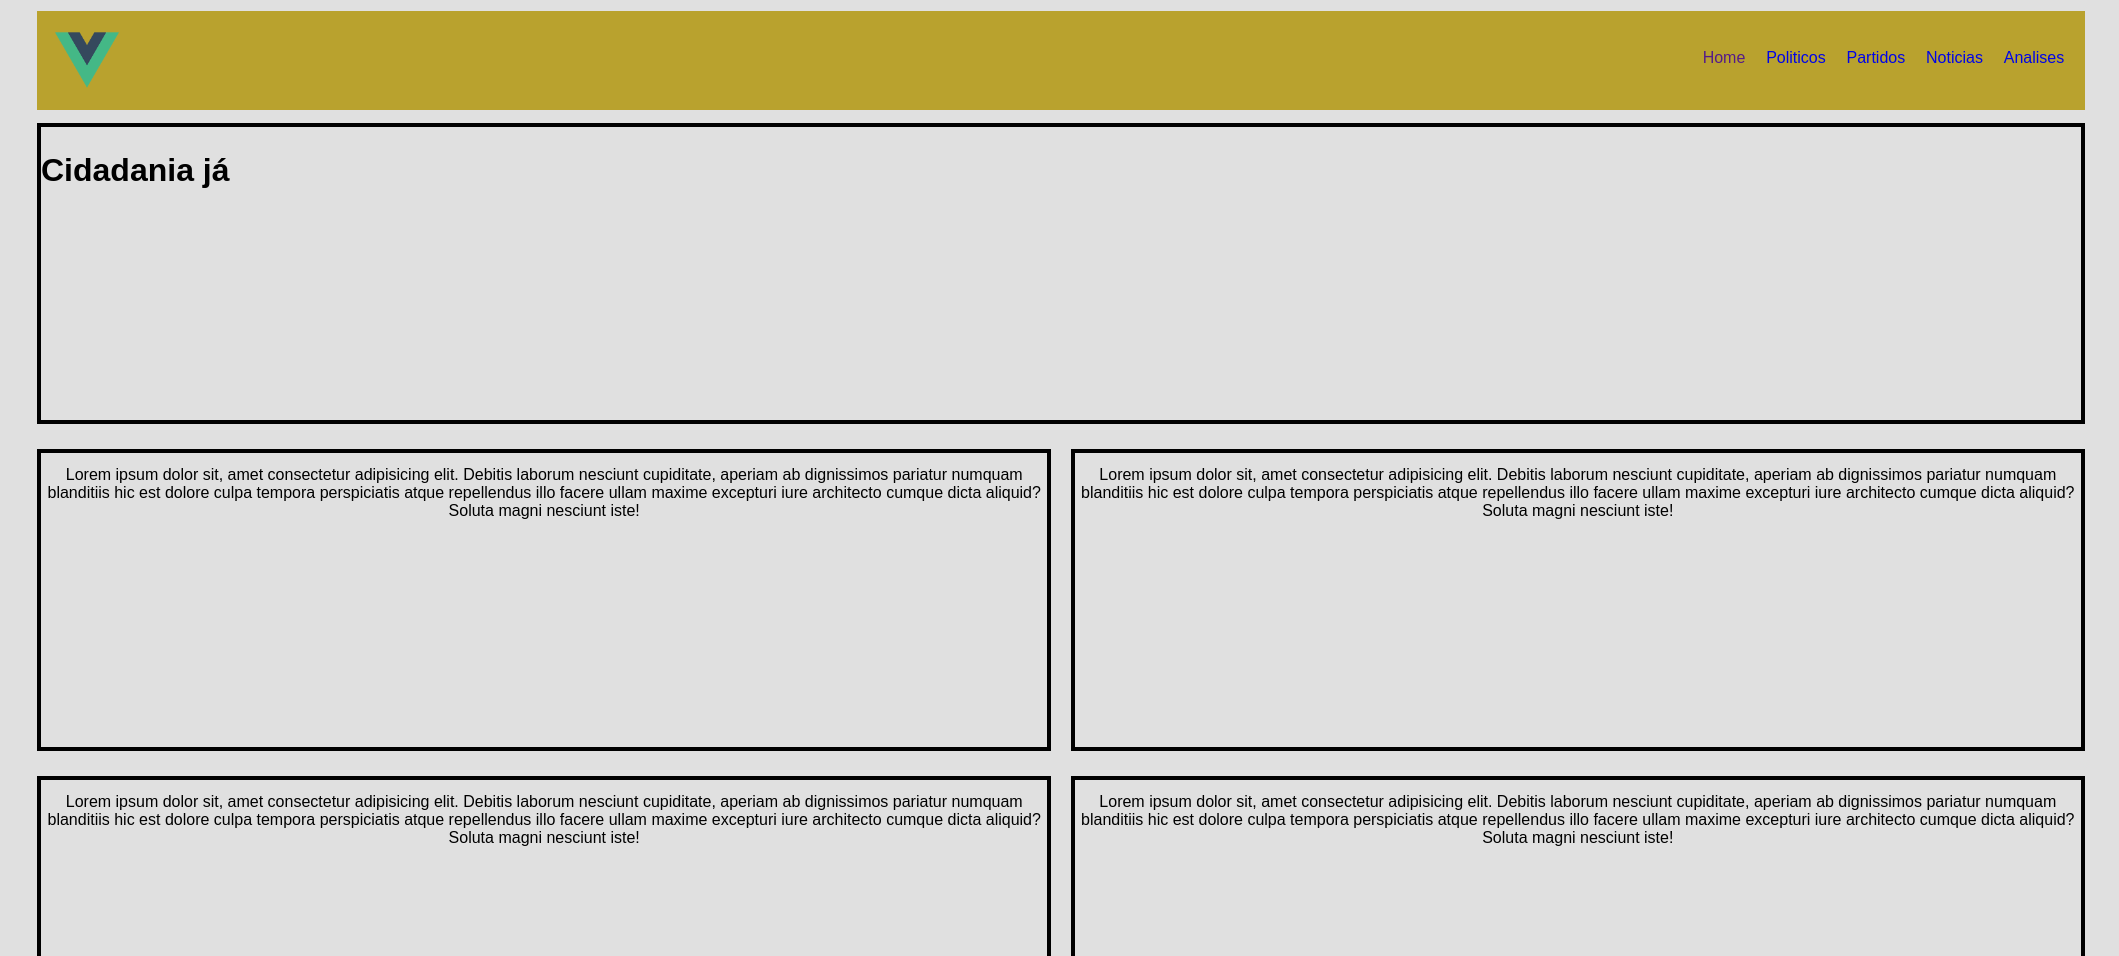 Home Politicos Partidos Noticias Analises
Cidadania já
Lorem ipsum dolor sit, amet consectetur adipisicing elit. Debitis laborum nesciunt cupiditate, aperiam ab dignissimos pariatur numquam
blanditiis hic est dolore culpa tempora perspiciatis atque repellendus illo facere ullam maxime excepturi iure architecto cumque dicta aliquid?
Soluta magni nesciunt iste!
Lorem ipsum dolor sit, amet consectetur adipisicing elit. Debitis laborum nesciunt cupiditate, aperiam ab dignissimos pariatur numquam
blanditiis hic est dolore culpa tempora perspiciatis atque repellendus illo facere ullam maxime excepturi iure architecto cumque dicta aliquid?
Soluta magni nesciunt iste!
Lorem ipsum dolor sit, amet consectetur adipisicing elit. Debitis laborum nesciunt cupiditate, aperiam ab dignissimos pariatur numquam
blanditiis hic est dolore culpa tempora perspiciatis atque repellendus illo facere ullam maxime excepturi iure architecto cumque dicta aliquid?
Soluta magni nesciunt iste!
Lorem ipsum dolor sit, amet consectetur adipisicing elit. Debitis laborum nesciunt cupiditate, aperiam ab dignissimos pariatur numquam
blanditiis hic est dolore culpa tempora perspiciatis atque repellendus illo facere ullam maxime excepturi iure architecto cumque dicta aliquid?
Soluta magni nesciunt iste!